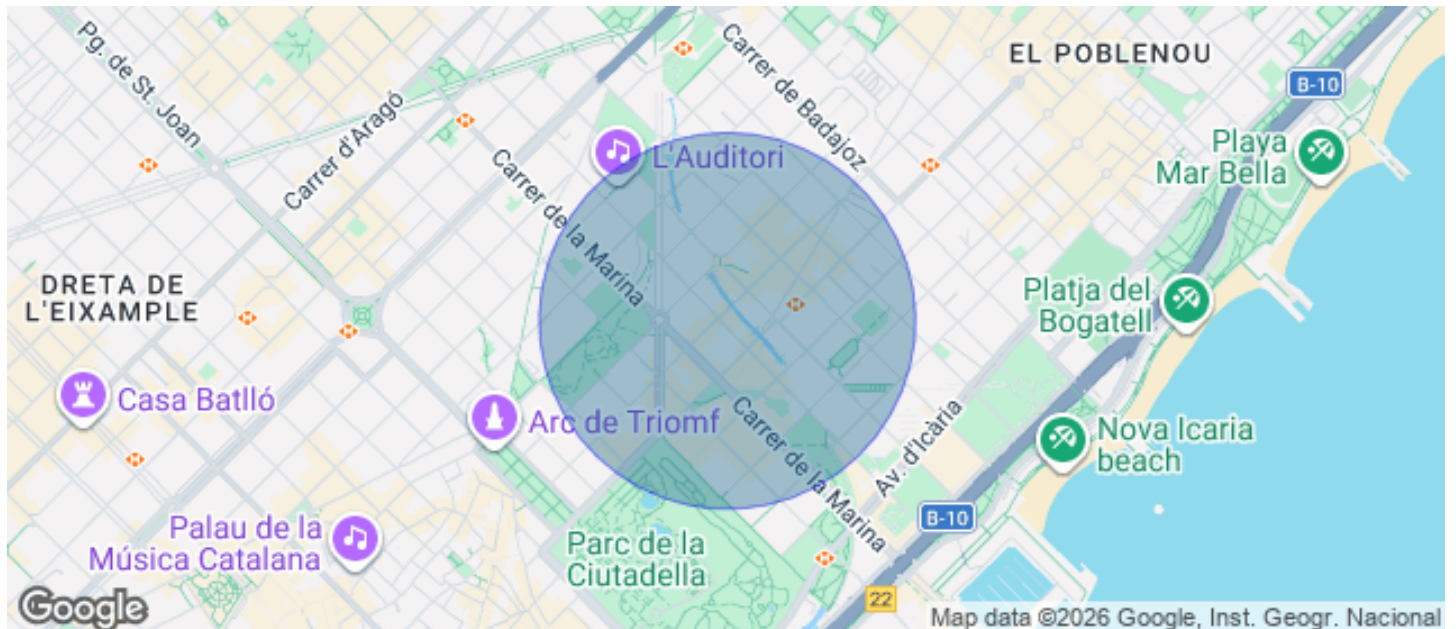 Pg. de St. Joan
Carrer d'Aragó
Carrer de Badajoz
EL POBLENOU
B-10
Playa
Mar Bella
L'Auditori
Carrer de la Marina
DRETA DE
L'EIXAMPLE
Platja del
Bogatell
Casa Batlló
Arc de Triomf
Carrer de la Marina
Av. d'Icària
Nova Icaria
beach
B-10
Palau de la
Música Catalana
Parc de la
Ciutadella
22
Google
Map data ©2026 Google, Inst. Geogr. Nacional